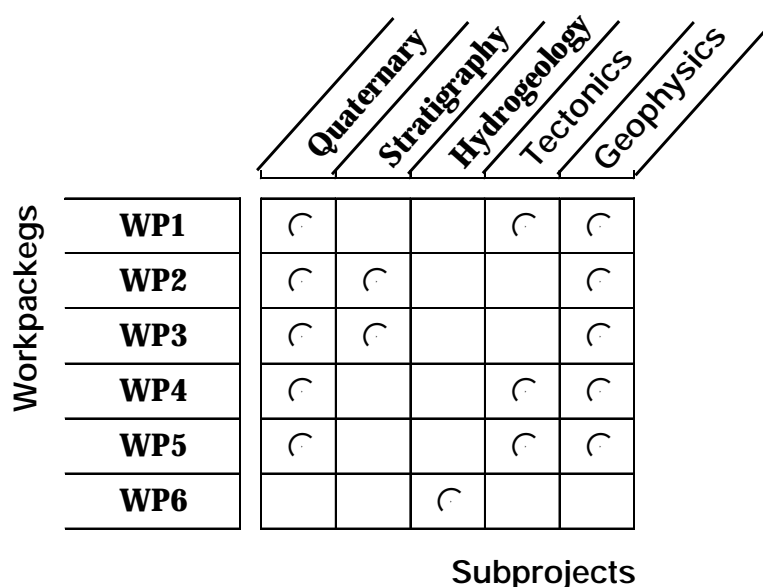 Quaternary
Stratigraphy
Hydrogeology
Tectonics
Geophysics
Workpackegs
WP1
WP2
WP3
WP4
WP5
WP6
Subprojects